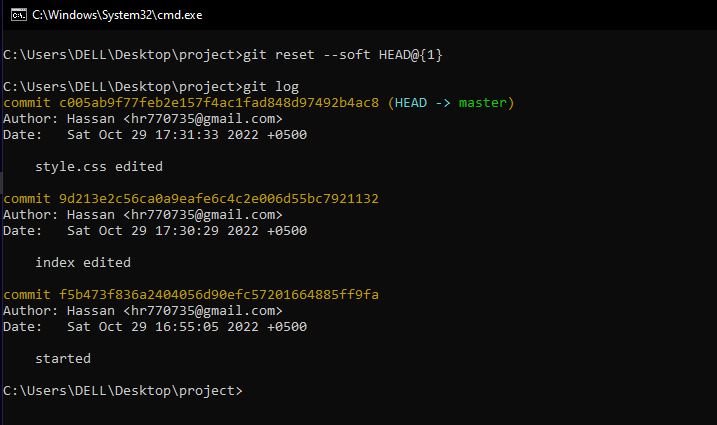 C:\Windows\System32\cmd.exe
C:\Users\DELL\Desktop\project>git reset --soft HEAD@{1}
C:\Users\DELL\Desktop\project>git log
commit c005ab9f77feb2e157f4ac1fad848d97492b4ac8 (HEAD -> master)
Author: Hassan <hr770735@gmail.com>
Date:   Sat Oct 29 17:31:33 2022 +0500
style.css edited
commit 9d213e2c56ca0a9eafe6c4c2e006d55bc7921132
Author: Hassan <hr770735@gmail.com>
Date:   Sat Oct 29 17:30:29 2022 +0500
index edited
commit f5b473f836a2404056d90efc57201664885ff9fa
Author: Hassan <hr770735@gmail.com>
Date:   Sat Oct 29 16:55:05 2022 +0500
started
C:\Users\DELL\Desktop\project>